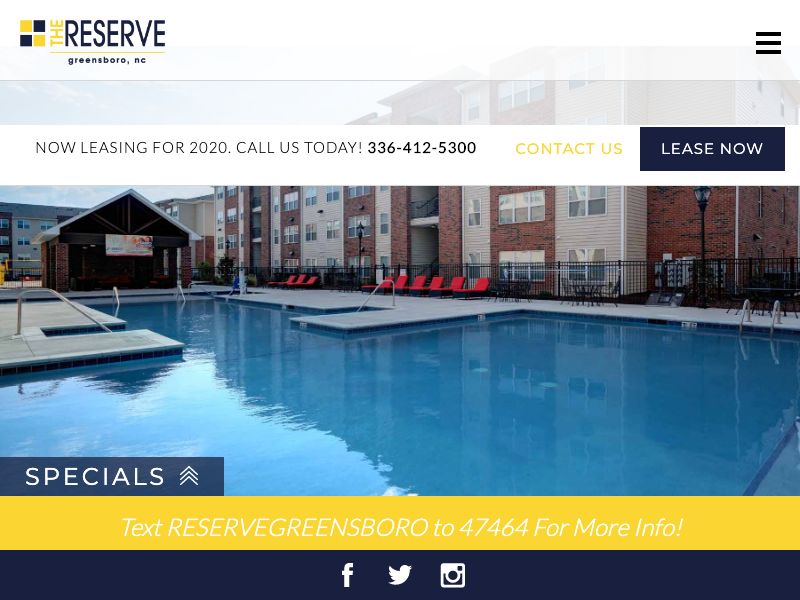 THE RESERVE
greensboro, nc
NOW LEASING FOR 2020. CALL US TODAY! 336-412-5300
CONTACT US
LEASE NOW
SPECIALS
Text RESERVEGREENSBORO to 47464 For More Info!